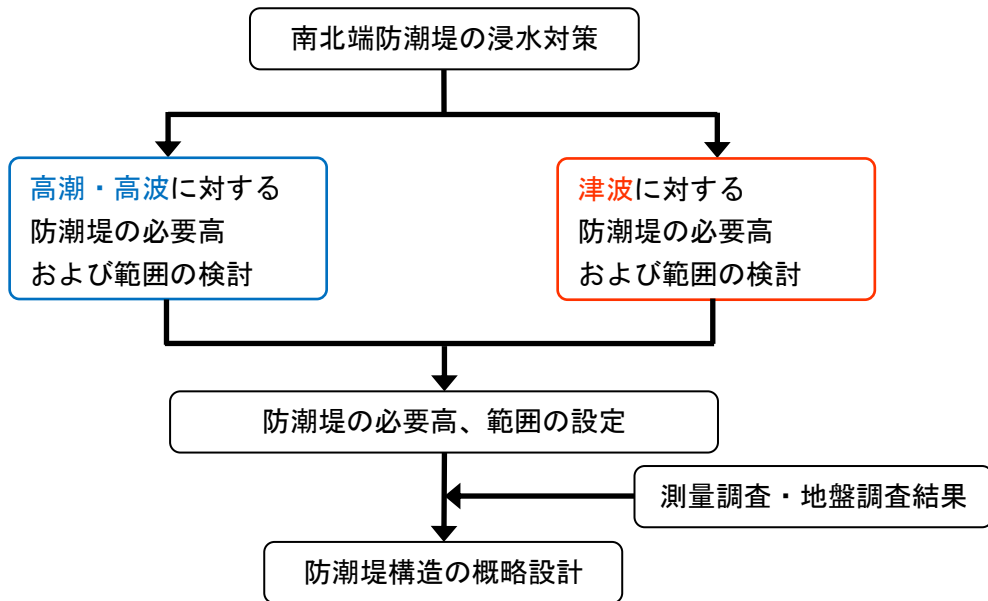 南北端防潮堤の浸水対策
高潮・高波に対する
防潮堤の必要高
および範囲の検討
津波に対する
防潮堤の必要高
および範囲の検討
防潮堤の必要高、範囲の設定
測量調査・地盤調査結果
防潮堤構造の概略設計